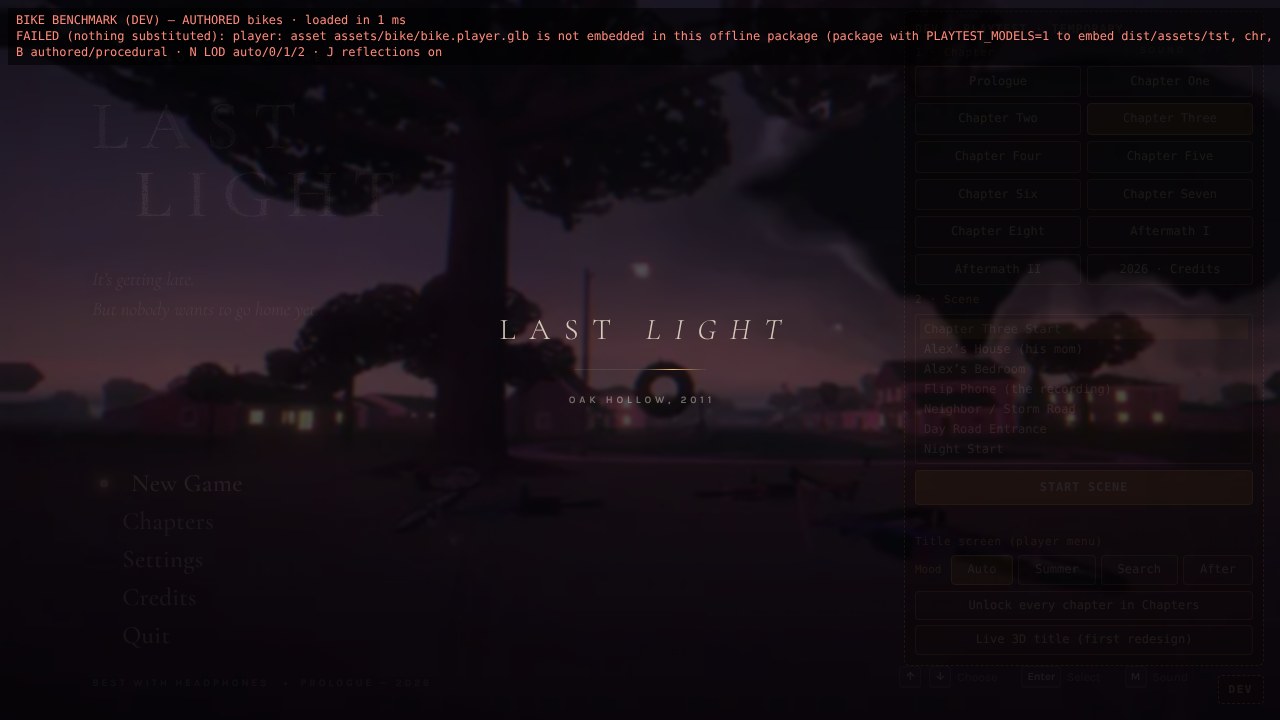 BIKE BENCHMARK (DEV) — AUTHORED bikes · loaded in 1 ms
FAILED (nothing substituted): player: asset assets/bike/bike.player.glb is not embedded in this offline package (package with PLAYTEST_MODELS=1 to embed dist/assets/tst, chr,
B authored/procedural · N LOD auto/0/1/2 · J reflections on
LAST
LIGHT
It's getting late.
But nobody wants to go home yet.
LAST LIGHT
OAK HOLLOW, 2011
New Game
Chapters
Settings
Credits
Quit
BEST WITH HEADPHONES · PROLOGUE — 2026
Prologue
Chapter One
Chapter Two
Chapter Three
Chapter Four
Chapter Five
Chapter Six
Chapter Seven
Chapter Eight
Aftermath I
Aftermath II
2026 · Credits
2 · Scene
Chapter Three Start
Alex's House (his mom)
Alex's Bedroom
Flip Phone (the recording)
Neighbor / Storm Road
Day Road Entrance
Night Start
START SCENE
Title screen (player menu)
Mood Auto Summer Search After
Unlock every chapter in Chapters
Live 3D title (first redesign)
↑ ↓ Choose Enter Select M Sound
DEV